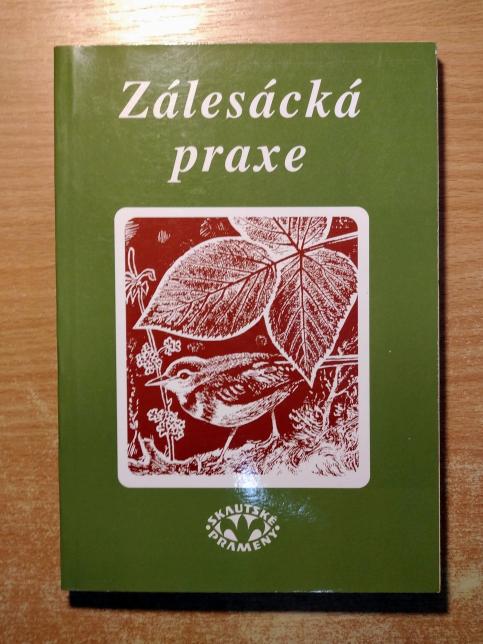 Zálesácká
praxe
SKAUTSKÉ
PRAMENY